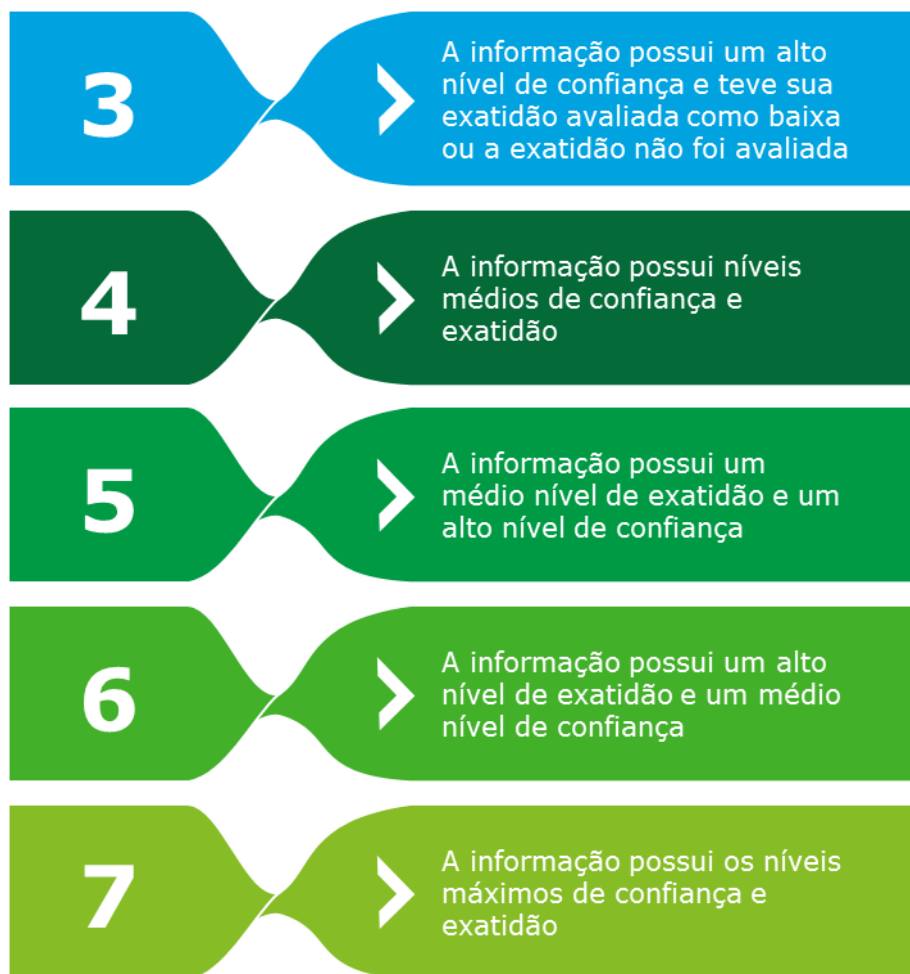 3
A informação possui um alto
nível de confiança e teve sua
exatidão avaliada como baixa
ou a exatidão não foi avaliada
4
A informação possui níveis
médios de confiança e
exatidão
5
A informação possui um
médio nível de exatidão e um
alto nível de confiança
6
A informação possui um alto
nível de exatidão e um médio
nível de confiança
7
A informação possui os níveis
máximos de confiança e
exatidão